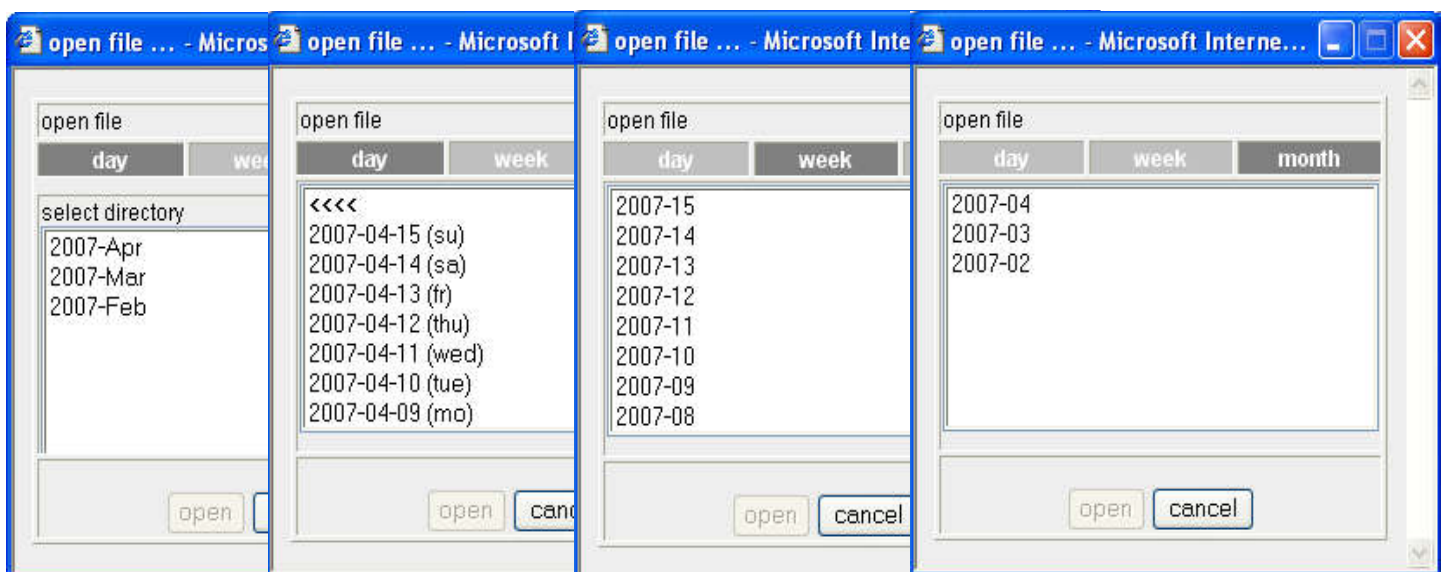 open file ... - Micros
open file
day wee
select directory
2007-Apr
2007-Mar
2007-Feb
open
open file ... - Microsoft I
open file
day week
<<<<
2007-04-15 (su)
2007-04-14 (sa)
2007-04-13 (fr)
2007-04-12 (thu)
2007-04-11 (wed)
2007-04-10 (tue)
2007-04-09 (mo)
open canc
open file ... - Microsoft Inte
open file
day week
2007-15
2007-14
2007-13
2007-12
2007-11
2007-10
2007-09
2007-08
open cancel
open file ... - Microsoft Interne...
open file
day week month
2007-04
2007-03
2007-02
open cancel